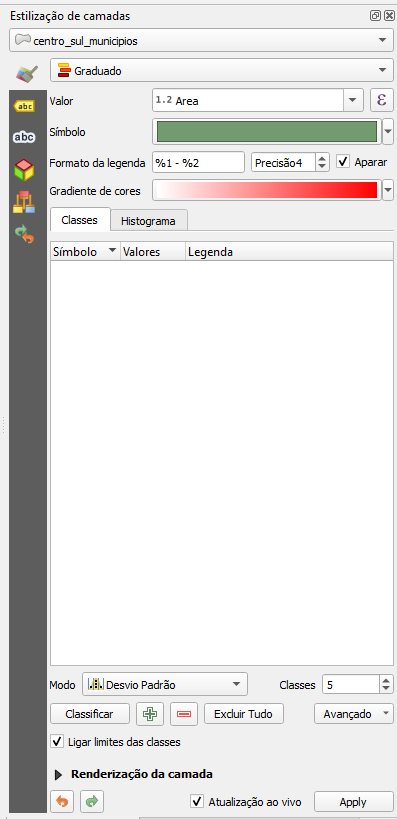 Estilização de camadas
centro_sul_municipios
Graduado
abc
Valor 1.2 Area ε
abc
Símbolo
Formato da legenda %1 - %2 Precisão4 Aparar
Gradiente de cores
Classes Histograma
Símbolo Valores Legenda
Modo Desvio Padrão Classes 5
Classificar Excluir Tudo Avançado
Ligar limites das classes
Renderização da camada
Atualização ao vivo Apply